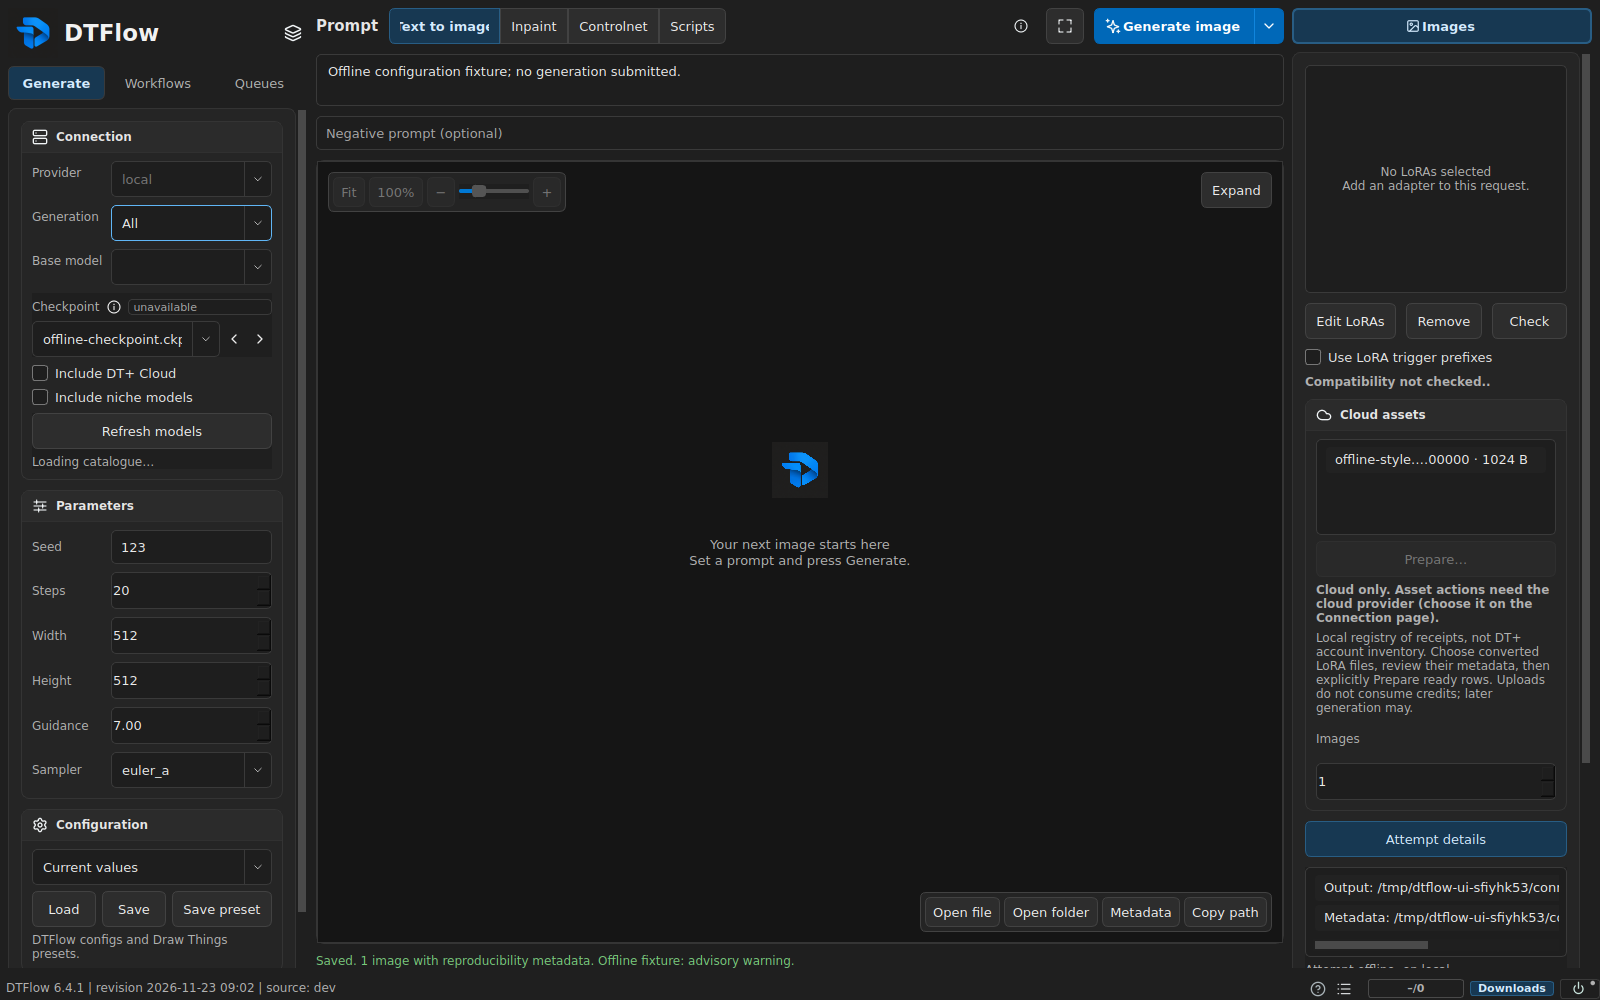 DTFlow
Generate
Workflows
Queues
Connection
Provider
local
Generation
All
Base model
Checkpoint
unavailable
offline-checkpoint.ckp
Include DT+ Cloud
Include niche models
Refresh models
Loading catalogue...
Parameters
Seed
123
Steps
20
Width
512
Height
512
Guidance
7.00
Sampler
euler_a
Configuration
Current values
Load
Save
Save preset
DTFlow configs and Draw Things
presets.
Prompt
Text to image
Inpaint
Controlnet
Scripts
Generate image
Offline configuration fixture; no generation submitted.
Negative prompt (optional)
Fit
100%
−
+
Expand
Your next image starts here
Set a prompt and press Generate.
Open file
Open folder
Metadata
Copy path
Saved. 1 image with reproducibility metadata. Offline fixture: advisory warning.
Images
No LoRAs selected
Add an adapter to this request.
Edit LoRAs
Remove
Check
Use LoRA trigger prefixes
Compatibility not checked..
Cloud assets
offline-style....00000 · 1024 B
Prepare...
Cloud only. Asset actions need the
cloud provider (choose it on the
Connection page).
Local registry of receipts, not DT+
account inventory. Choose converted
LoRA files, review their metadata, then
explicitly Prepare ready rows. Uploads
do not consume credits; later
generation may.
Images
1
Attempt details
Output: /tmp/dtflow-ui-sfiyhk53/conn
Metadata: /tmp/dtflow-ui-sfiyhk53/co
DTFlow 6.4.1 | revision 2026-11-23 09:02 | source: dev
-/0
Downloads